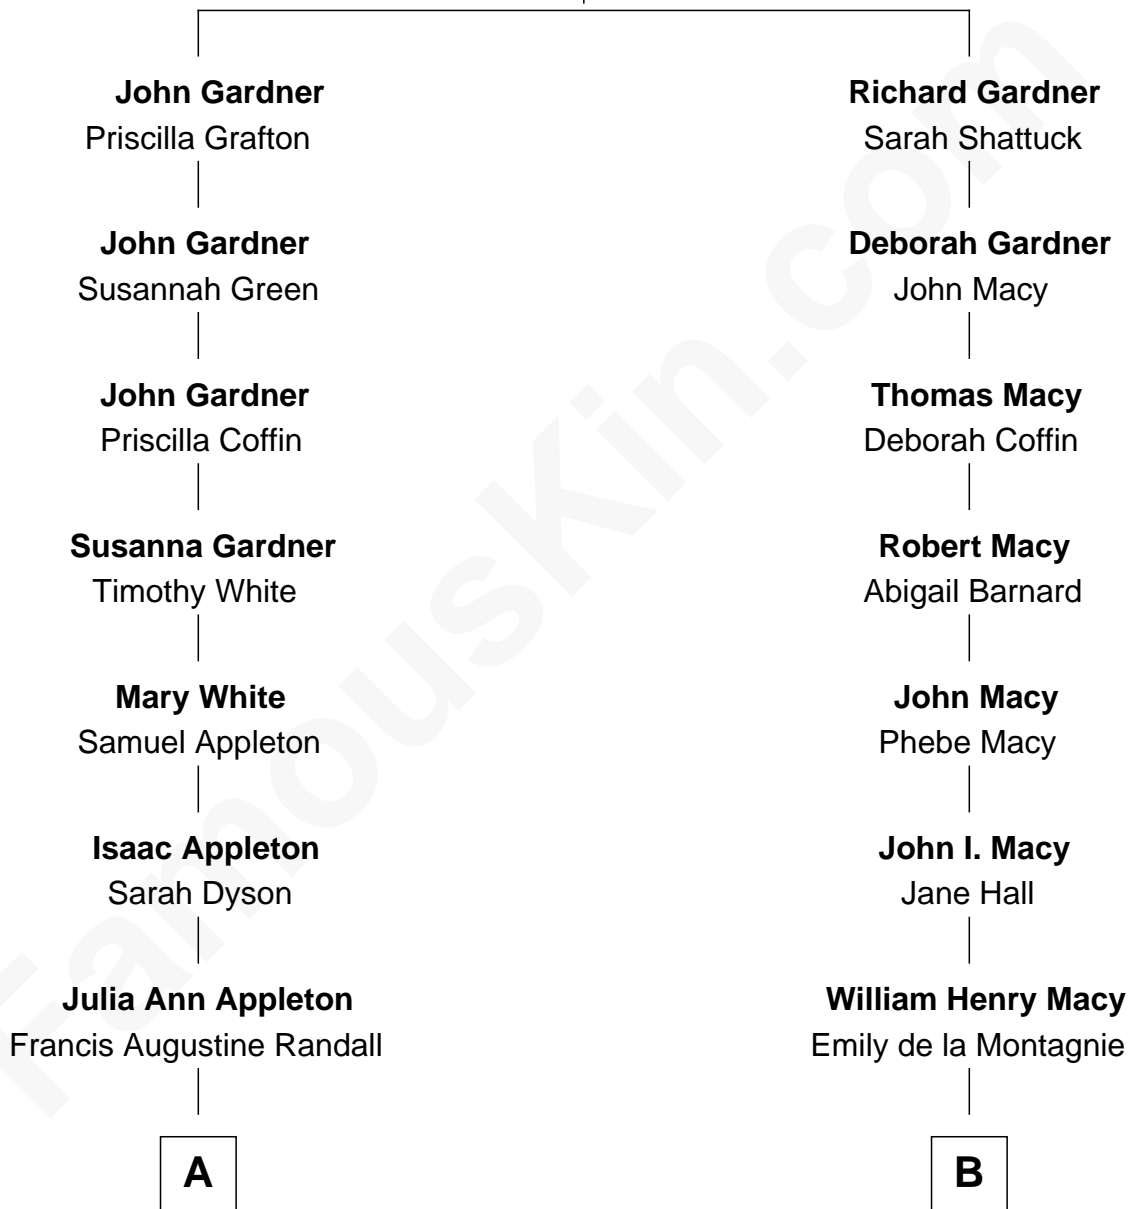 John Gardner
Priscilla Grafton
John Gardner
Susannah Green
John Gardner
Priscilla Coffin
Susanna Gardner
Timothy White
Mary White
Samuel Appleton
Isaac Appleton
Sarah Dyson
Julia Ann Appleton
Francis Augustine Randall
A
Richard Gardner
Sarah Shattuck
Deborah Gardner
John Macy
Thomas Macy
Deborah Coffin
Robert Macy
Abigail Barnard
John Macy
Phebe Macy
John I. Macy
Jane Hall
William Henry Macy
Emily de la Montagnie
B
FamousKin.com